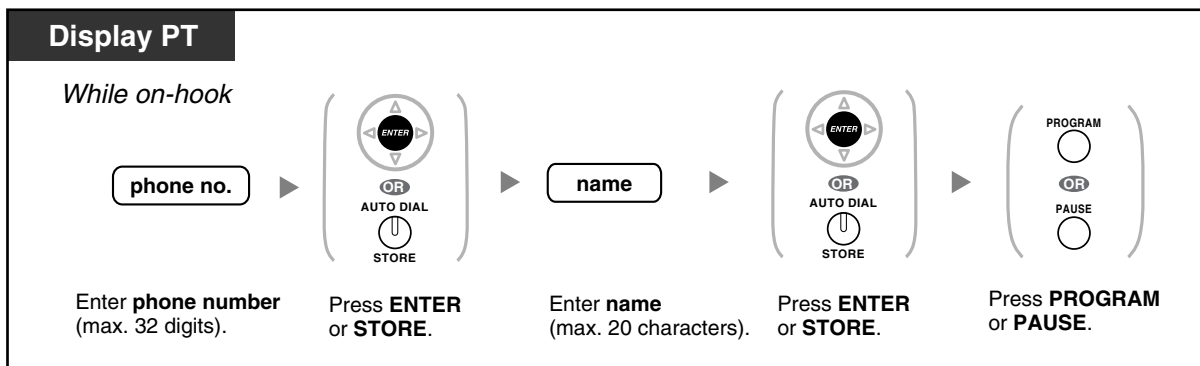 Display PT
While on-hook
phone no.
ENTER
OR
AUTO DIAL
STORE
name
ENTER
OR
AUTO DIAL
STORE
PROGRAM
OR
PAUSE
Enter phone number
(max. 32 digits).
Press ENTER
or STORE.
Enter name
(max. 20 characters).
Press ENTER
or STORE.
Press PROGRAM
or PAUSE.